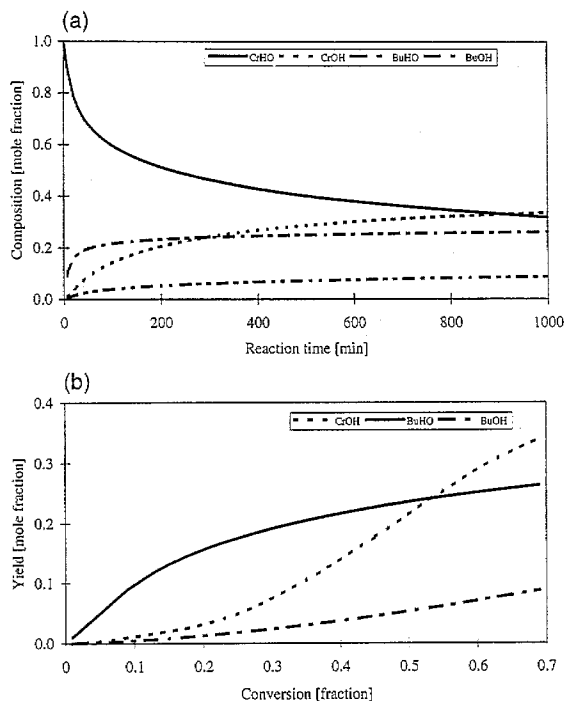 (a)
1.0
0.8
0.6
0.4
0.2
0.0
Composition [mole fraction]
CrHO CrOH BuHO BuOH
0 200 400 600 800 1000
Reaction time [min]
(b)
0.4
0.3
0.2
0.1
0.0
Yield [mole fraction]
CrOH BuHO BuOH
0 0.1 0.2 0.3 0.4 0.5 0.6 0.7
Conversion [fraction]